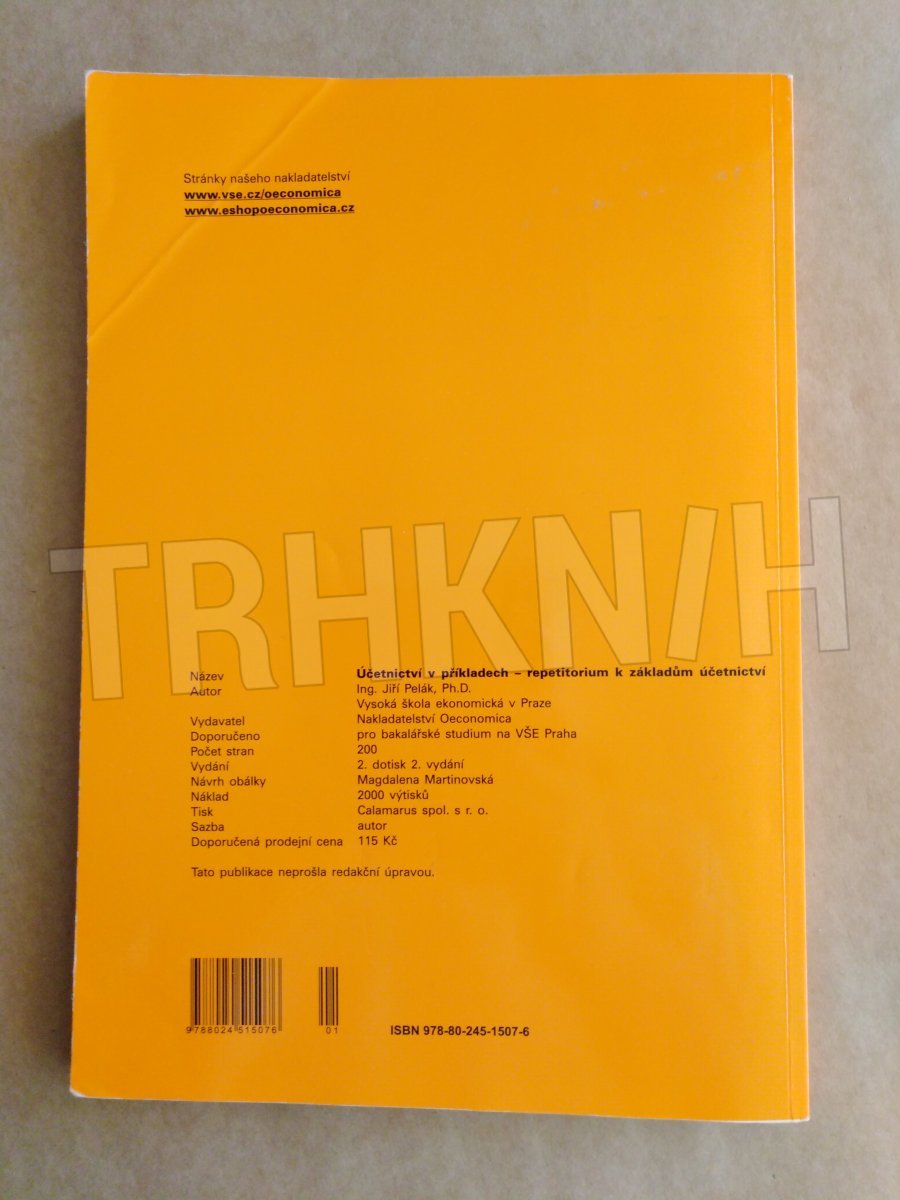 Stránky našeho nakladatelství
www.vse.cz/oeconomica
www.eshopoeconomica.cz
TRHKNIH
Název Účetnictví v příkladech – repetitorium k základům účetnictví
Autor Ing. Jiří Pelák, Ph.D.
Vysoká škola ekonomická v Praze
Vydavatel Nakladatelství Oeconomica
Doporučeno pro bakalářské studium na VŠE Praha
Počet stran 200
Vydání 2. dotisk 2. vydání
Návrh obálky Magdalena Martinovská
Náklad 2000 výtisků
Tisk Calamarus spol. s r. o.
Sazba autor
Doporučená prodejní cena 115 Kč
Tato publikace neprošla redakční úpravou.
9788024 515076 01
ISBN 978-80-245-1507-6